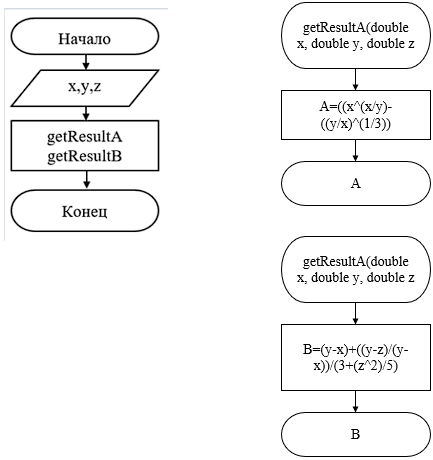 Начало
x,y,z
getResultA
getResultB
Конец
getResultA(double
x, double y, double z
A=((x^(x/y)-
((y/x)^(1/3))
A
getResultA(double
x, double y, double z
B=(y-x)+((y-z)/(y-
x))/(3+(z^2)/5)
B